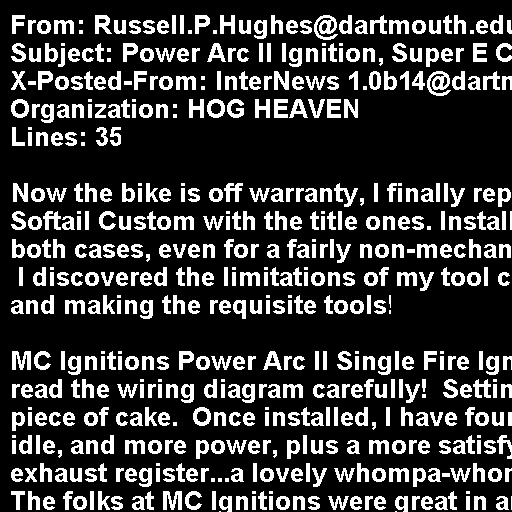 From: Russell.P.Hughes@dartmouth.edu
Subject: Power Arc II Ignition, Super E C
X-Posted-From: InterNews 1.0b14@dartm
Organization: HOG HEAVEN
Lines: 35

Now the bike is off warranty, I finally rep
Softail Custom with the title ones. Install
both cases, even for a fairly non-mechan
I discovered the limitations of my tool c
and making the requisite tools!

MC Ignitions Power Arc II Single Fire Ign
read the wiring diagram carefully!  Settin
piece of cake.  Once installed, I have four
idle, and more power, plus a more satisfy
exhaust register...a lovely whompa-whom
The folks at MC Ignitions were great in a